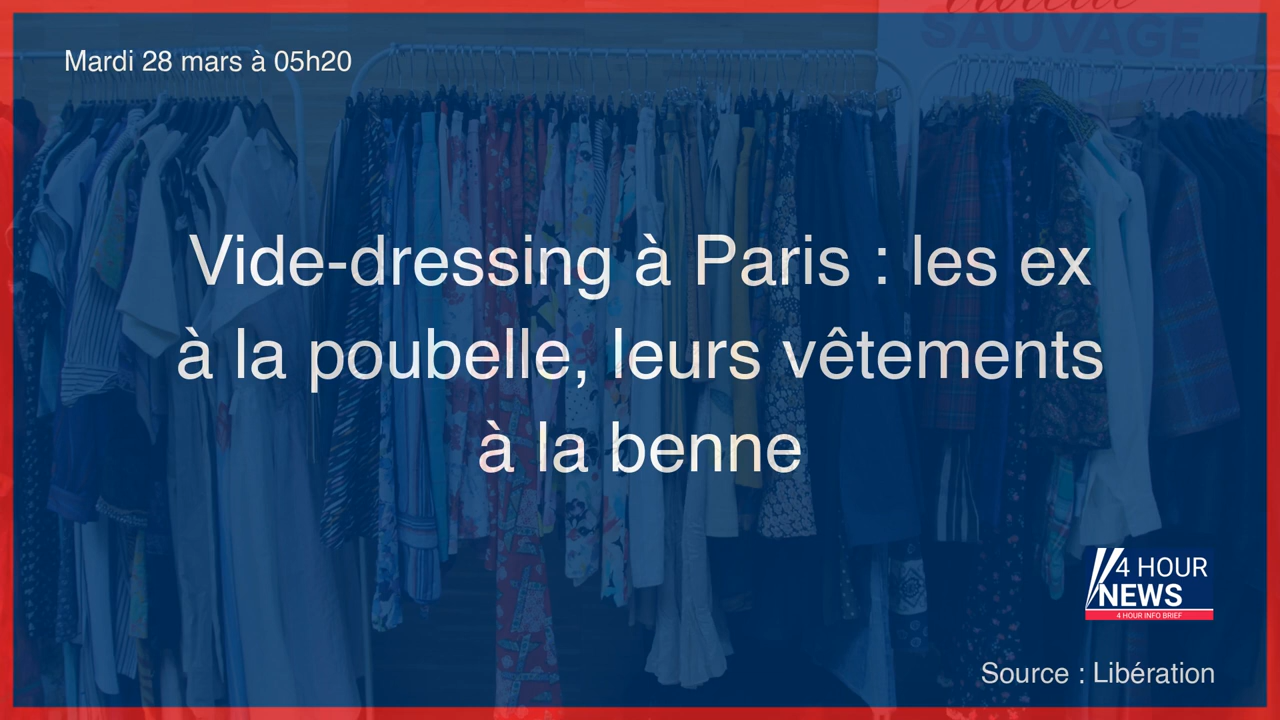 SAUVAGE
Mardi 28 mars à 05h20
Vide-dressing à Paris : les ex
à la poubelle, leurs vêtements
à la benne
4 HOUR
NEWS
4 HOUR INFO BRIEF
Source : Libération